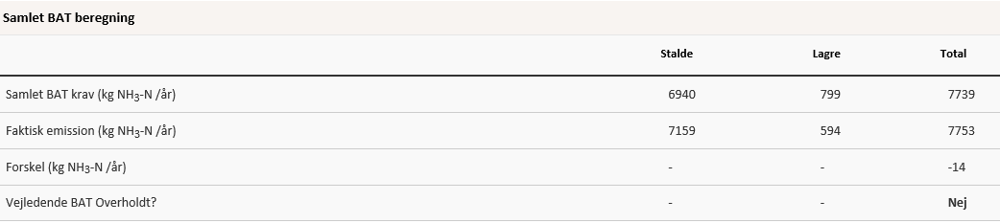 Samlet BAT beregning
Stalde Lagre Total
Samlet BAT krav (kg NH3-N /år) 6940 799 7739
Faktisk emission (kg NH3-N /år) 7159 594 7753
Forskel (kg NH3-N /år) - - -14
Vejledende BAT Overholdt? - - Nej